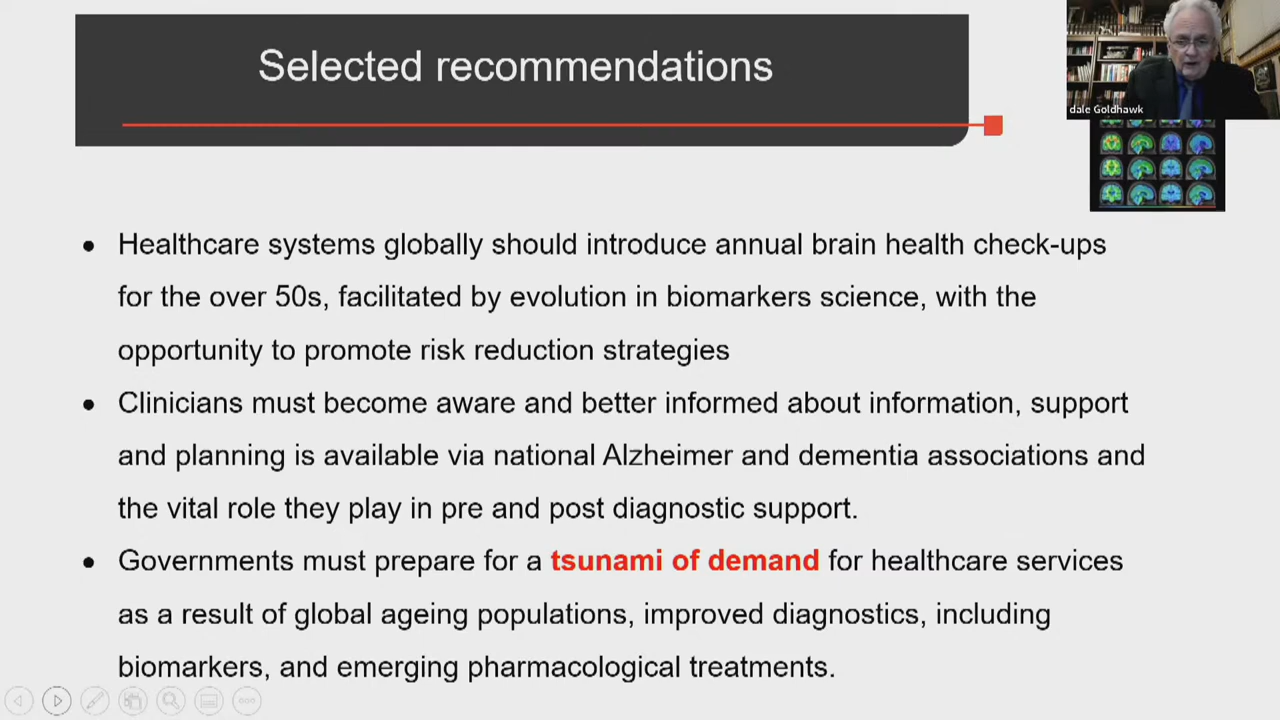 Selected recommendations
dale Goldhawk
● Healthcare systems globally should introduce annual brain health check-ups
for the over 50s, facilitated by evolution in biomarkers science, with the
opportunity to promote risk reduction strategies
● Clinicians must become aware and better informed about information, support
and planning is available via national Alzheimer and dementia associations and
the vital role they play in pre and post diagnostic support.
● Governments must prepare for a tsunami of demand for healthcare services
as a result of global ageing populations, improved diagnostics, including
biomarkers, and emerging pharmacological treatments.